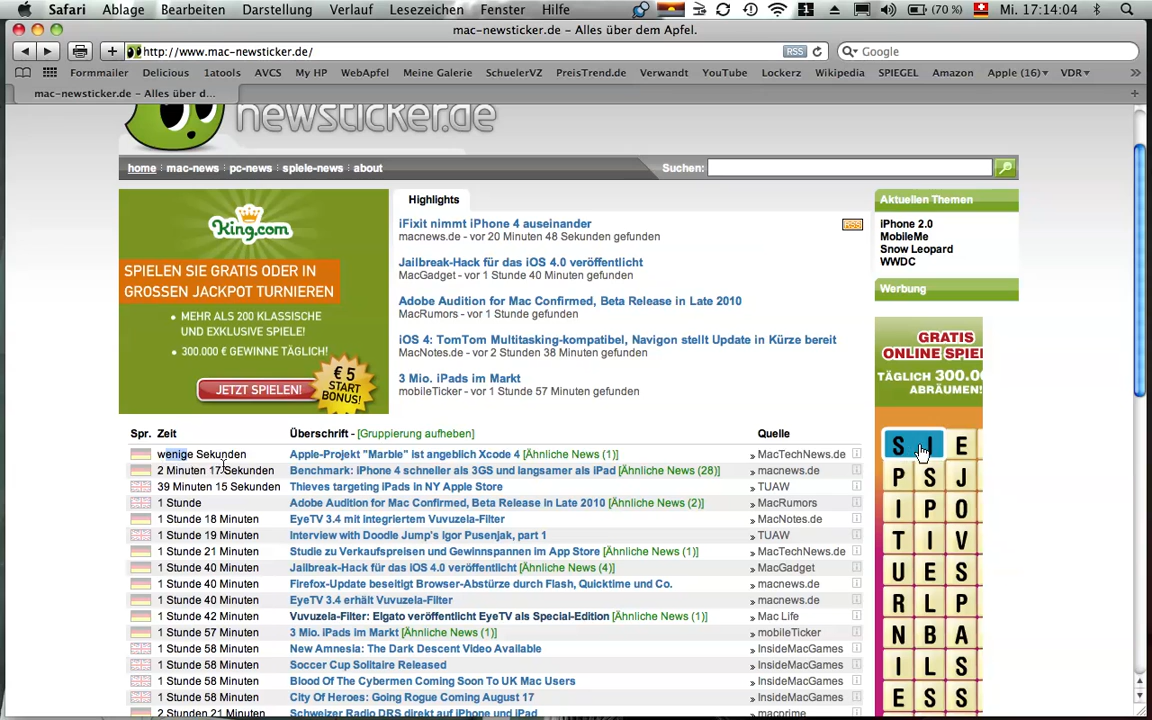 Safari Ablage Bearbeiten Darstellung Verlauf Lesezeichen Fenster Hilfe (70 %) Mi. 17:14:04
mac-newsticker.de – Alles über dem Apfel.
http://www.mac-newsticker.de/ RSS Google
Formmailer Delicious 1atools AVCS My HP WebApfel Meine Galerie SchuelerVZ PreisTrend.de Verwandt YouTube Lockerz Wikipedia SPIEGEL Amazon Apple (16) VDR
mac-newsticker.de – Alles über d...
newsticker.de
home mac-news pc-news spiele-news about Suchen:
King.com
SPIELEN SIE GRATIS ODER IN
GROSSEN JACKPOT TURNIEREN
• MEHR ALS 200 KLASSISCHE
UND EXKLUSIVE SPIELE!
• 300.000 € GEWINNE TÄGLICH!
JETZT SPIELEN!
€ 5
START
BONUS!
Highlights
iFixit nimmt iPhone 4 auseinander
macnews.de - vor 20 Minuten 48 Sekunden gefunden
RSS
Jailbreak-Hack für das iOS 4.0 veröffentlicht
MacGadget - vor 1 Stunde 40 Minuten gefunden
Adobe Audition for Mac Confirmed, Beta Release in Late 2010
MacRumors - vor 1 Stunde gefunden
iOS 4: TomTom Multitasking-kompatibel, Navigon stellt Update in Kürze bereit
MacNotes.de - vor 2 Stunden 38 Minuten gefunden
3 Mio. iPads im Markt
mobileTicker - vor 1 Stunde 57 Minuten gefunden
Aktuellen Themen
iPhone 2.0
MobileMe
Snow Leopard
WWDC
Werbung
GRATIS
ONLINE SPIE
TÄGLICH 300.0
ABRÄUMEN!
S I E
P S J
I P O
T I V
U E S
R L P
N B A
I L S
E S S
Spr. Zeit Überschrift - [Gruppierung aufheben] Quelle
wenige Sekunden Apple-Projekt "Marble" ist angeblich Xcode 4 [Ähnliche News (1)] » MacTechNews.de
2 Minuten 17 Sekunden Benchmark: iPhone 4 schneller als 3GS und langsamer als iPad [Ähnliche News (28)] » macnews.de
39 Minuten 15 Sekunden Thieves targeting iPads in NY Apple Store » TUAW
1 Stunde Adobe Audition for Mac Confirmed, Beta Release in Late 2010 [Ähnliche News (2)] » MacRumors
1 Stunde 18 Minuten EyeTV 3.4 mit integriertem Vuvuzela-Filter » MacNotes.de
1 Stunde 19 Minuten Interview with Doodle Jump's Igor Pusenjak, part 1 » TUAW
1 Stunde 21 Minuten Studie zu Verkaufspreisen und Gewinnspannen im App Store [Ähnliche News (1)] » MacTechNews.de
1 Stunde 40 Minuten Jailbreak-Hack für das iOS 4.0 veröffentlicht [Ähnliche News (4)] » MacGadget
1 Stunde 40 Minuten Firefox-Update beseitigt Browser-Abstürze durch Flash, Quicktime und Co. » macnews.de
1 Stunde 40 Minuten EyeTV 3.4 erhält Vuvuzela-Filter » macnews.de
1 Stunde 42 Minuten Vuvuzela-Filter: Elgato veröffentlicht EyeTV als Special-Edition [Ähnliche News (1)] » Mac Life
1 Stunde 57 Minuten 3 Mio. iPads im Markt [Ähnliche News (1)] » mobileTicker
1 Stunde 58 Minuten New Amnesia: The Dark Descent Video Available » InsideMacGames
1 Stunde 58 Minuten Soccer Cup Solitaire Released » InsideMacGames
1 Stunde 58 Minuten Blood Of The Cybermen Coming Soon To UK Mac Users » InsideMacGames
1 Stunde 58 Minuten City Of Heroes: Going Rogue Coming August 17 » InsideMacGames
2 Stunden 28 Minuten Schweizer Radio DRS direkt auf iPhone und iPad » macprime